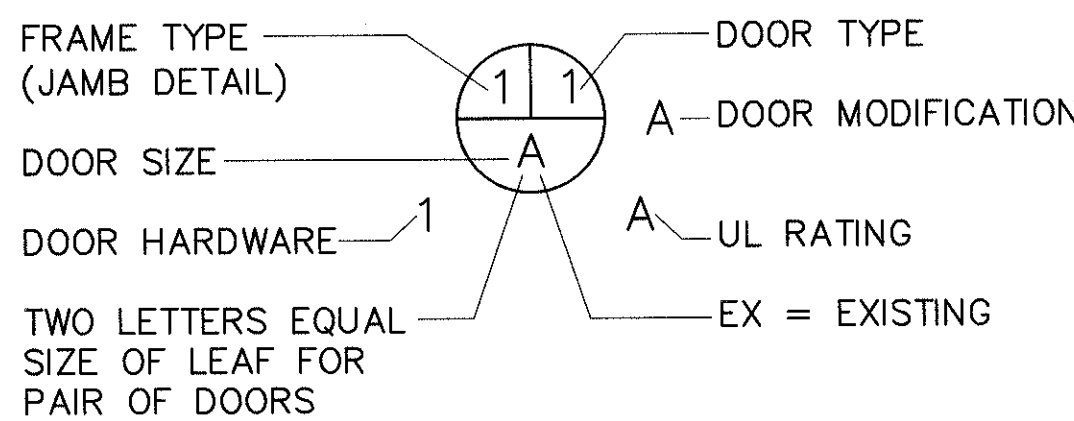 FRAME TYPE
(JAMB DETAIL)
DOOR SIZE
DOOR HARDWARE
TWO LETTERS EQUAL
SIZE OF LEAF FOR
PAIR OF DOORS
1 1
A
1
DOOR TYPE
A DOOR MODIFICATION
A UL RATING
EX = EXISTING